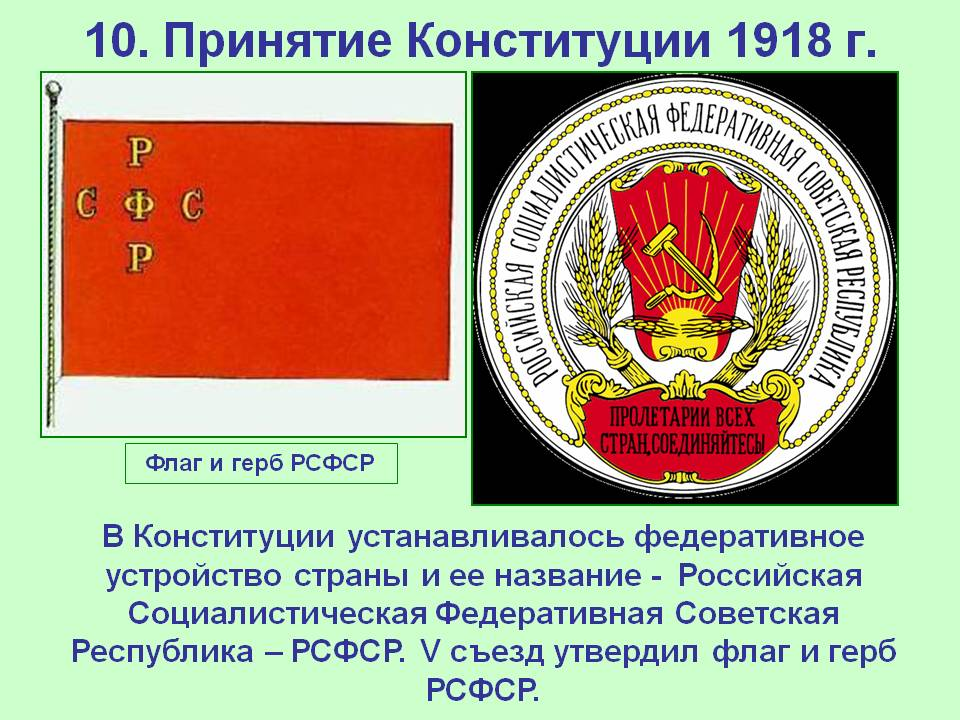 10. Принятие Конституции 1918 г.
Р
С Ф С
Р
РОССИЙСКАЯ СОЦИАЛИСТИЧЕСКАЯ ФЕДЕРАТИВНАЯ СОВЕТСКАЯ РЕСПУБЛИКА
ПРОЛЕТАРИИ ВСЕХ
СТРАН, СОЕДИНЯЙТЕСЬ!
Флаг и герб РСФСР
В Конституции устанавливалось федеративное
устройство страны и ее название - Российская
Социалистическая Федеративная Советская
Республика – РСФСР. V съезд утвердил флаг и герб
РСФСР.